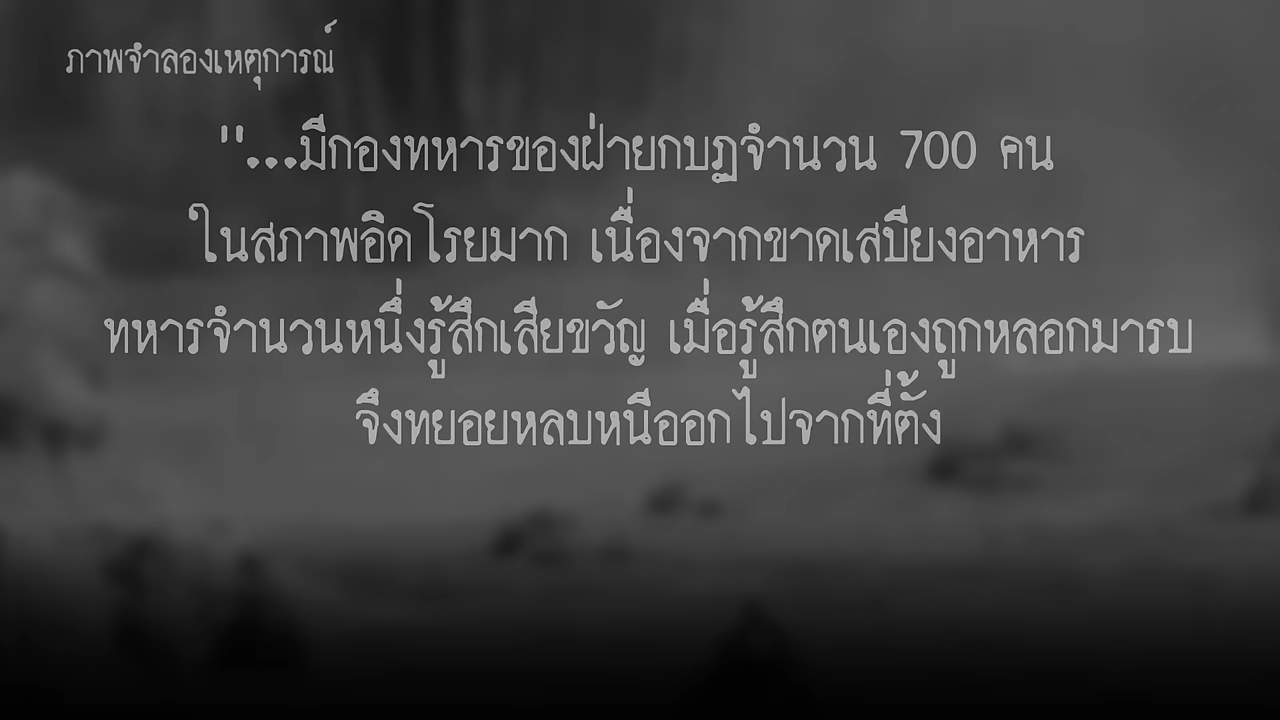 ภาพจำลองเหตุการณ์
"...มีกองทหารของฝ่ายกบฏจำนวน 700 คน
ในสภาพอิดโรยมาก เนื่องจากขาดเสบียงอาหาร
ทหารจำนวนหนึ่งรู้สึกเสียขวัญ เมื่อรู้สึกตนเองถูกหลอกมารบ
จึงทยอยหลบหนีออกไปจากที่ตั้ง